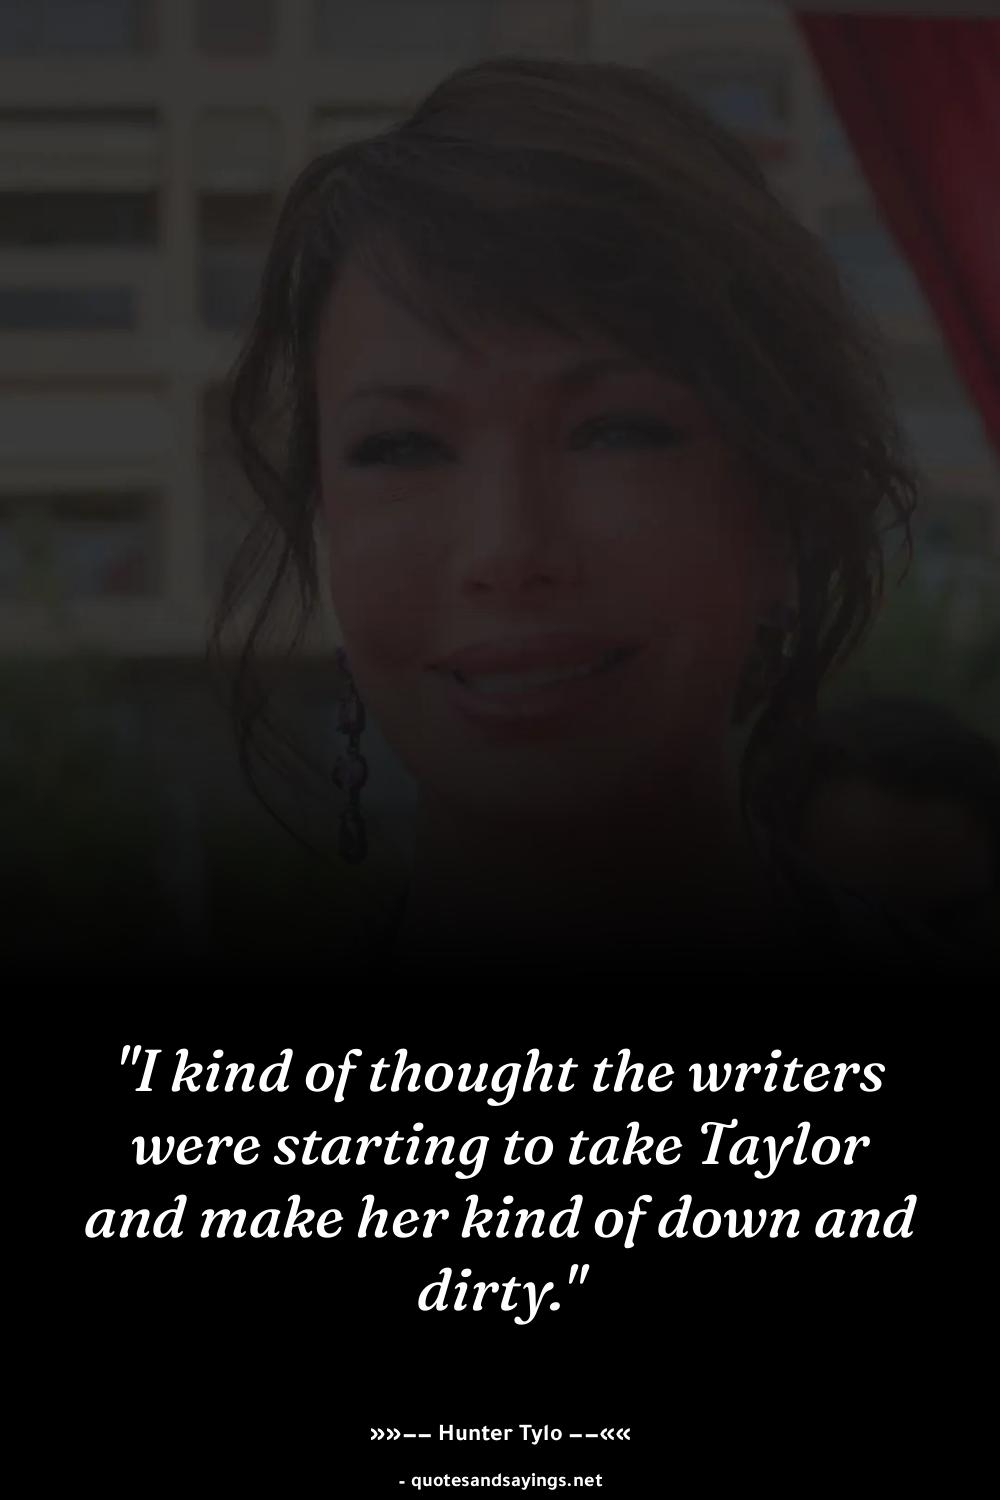 "I kind of thought the writers
were starting to take Taylor
and make her kind of down and
dirty."
»»–– Hunter Tylo ––««
- quotesandsayings.net